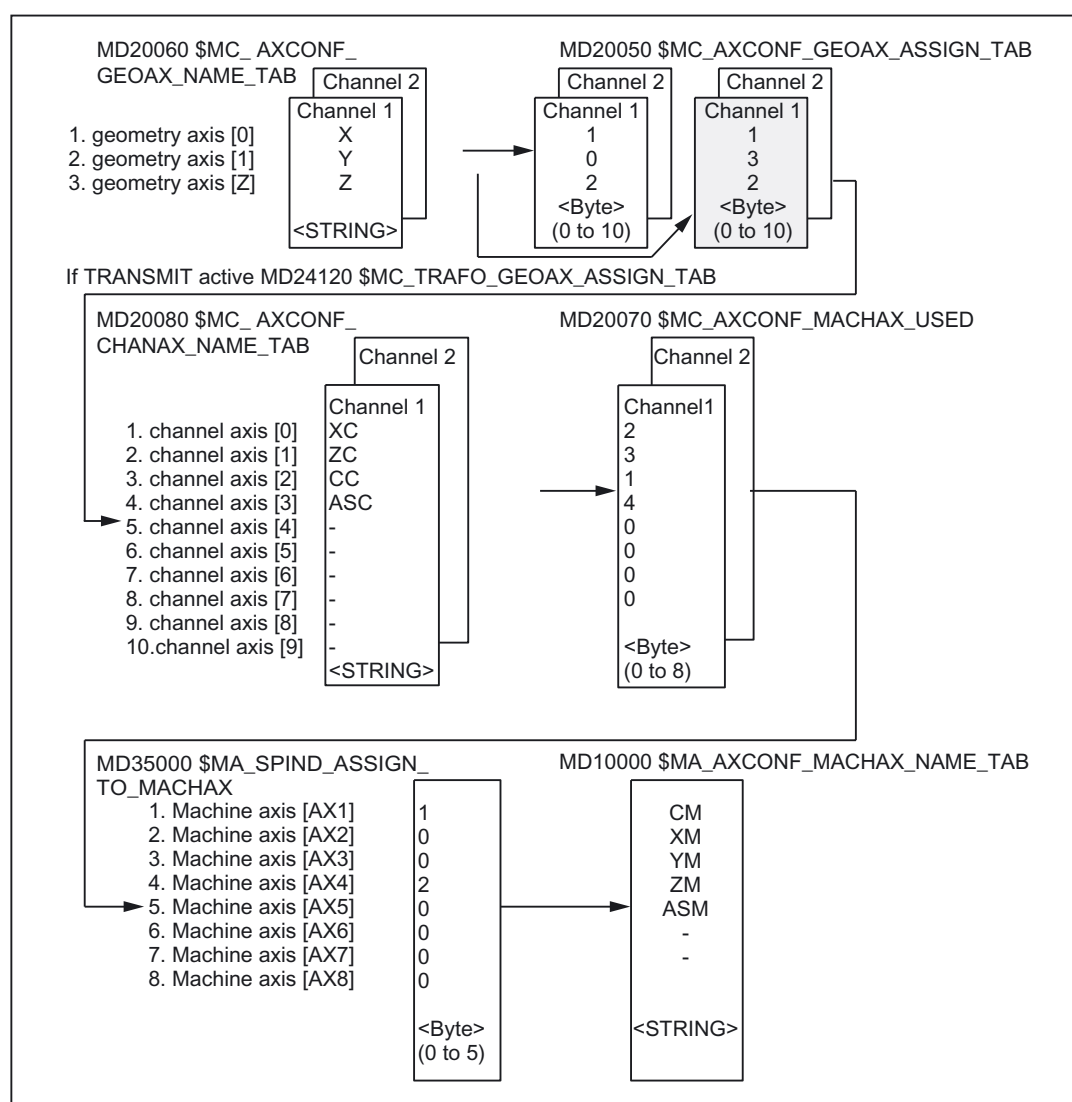 MD20060 $MC_ AXCONF_
GEOAX_NAME_TAB
Channel 2
Channel 1
1. geometry axis [0]
X
2. geometry axis [1]
Y
3. geometry axis [Z]
Z
<STRING>
MD20050 $MC_AXCONF_GEOAX_ASSIGN_TAB
Channel 2
Channel 1
1
0
2
<Byte>
(0 to 10)
Channel 2
Channel 1
1
3
2
<Byte>
(0 to 10)
If TRANSMIT active MD24120 $MC_TRAFO_GEOAX_ASSIGN_TAB
MD20080 $MC_ AXCONF_
CHANAX_NAME_TAB
Channel 2
Channel 1
1. channel axis [0]
XC
2. channel axis [1]
ZC
3. channel axis [2]
CC
4. channel axis [3]
ASC
5. channel axis [4]
-
6. channel axis [5]
-
7. channel axis [6]
-
8. channel axis [7]
-
9. channel axis [8]
-
10.channel axis [9]
-
<STRING>
MD20070 $MC_AXCONF_MACHAX_USED
Channel 2
Channel1
2
3
1
4
0
0
0
0
<Byte>
(0 to 8)
MD35000 $MA_SPIND_ASSIGN_
TO_MACHAX
1. Machine axis [AX1]
1
2. Machine axis [AX2]
0
3. Machine axis [AX3]
0
4. Machine axis [AX4]
2
5. Machine axis [AX5]
0
6. Machine axis [AX6]
0
7. Machine axis [AX7]
0
8. Machine axis [AX8]
0
<Byte>
(0 to 5)
MD10000 $MA_AXCONF_MACHAX_NAME_TAB
CM
XM
YM
ZM
ASM
-
-
<STRING>